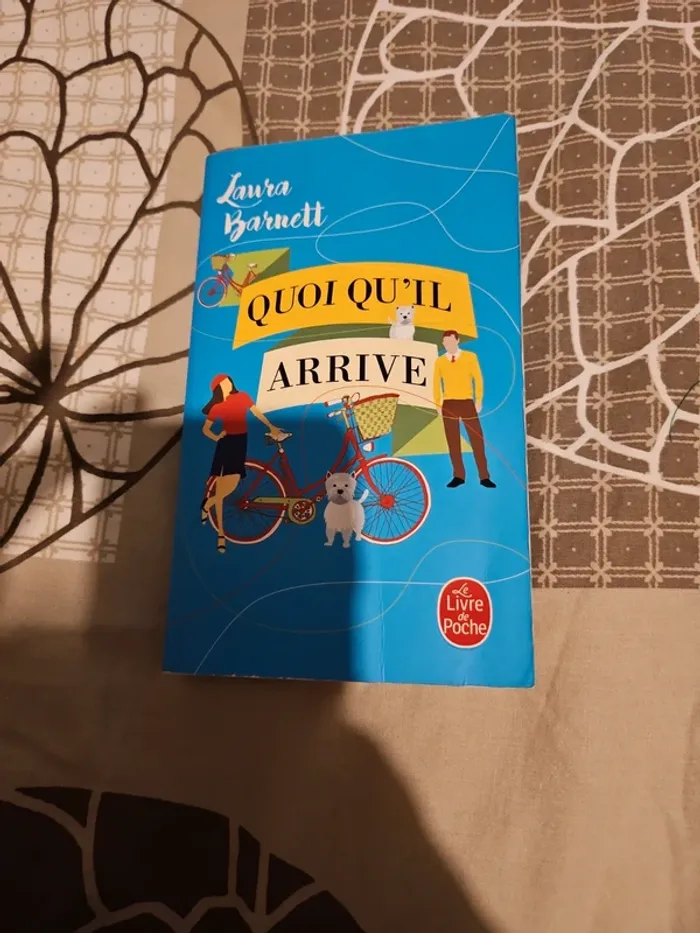 Laura
Barnett
QUOI QU'IL
ARRIVE
Le
Livre
de
Poche